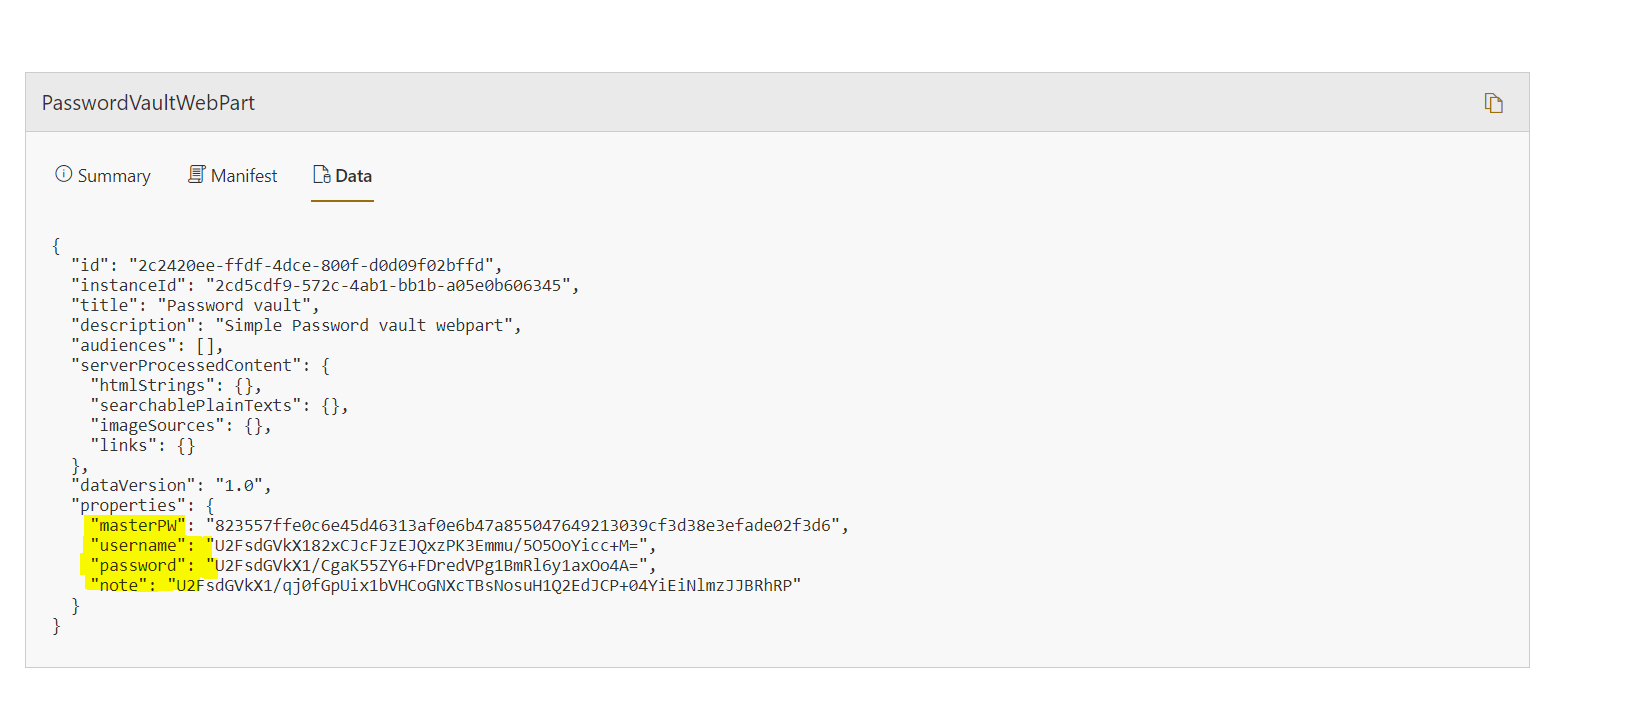 PasswordVaultWebPart
Summary Manifest Data
{
"id": "2c2420ee-ffdf-4dce-800f-d0d09f02bffd",
"instanceId": "2cd5cdf9-572c-4ab1-bb1b-a05e0b606345",
"title": "Password vault",
"description": "Simple Password vault webpart",
"audiences": [],
"serverProcessedContent": {
"htmlStrings": {},
"searchablePlainTexts": {},
"imageSources": {},
"links": {}
},
"dataVersion": "1.0",
"properties": {
"masterPW": "823557ffe0c6e45d46313af0e6b47a855047649213039cf3d38e3efade02f3d6",
"username": "U2FsdGVkX182xCJcFJzEJQxzPK3Emmu/5O5OoYicc+M=",
"password": "U2FsdGVkX1/CgaK55ZY6+FDredVPg1BmRl6y1axOo4A=",
"note": "U2FsdGVkX1/qj0fGpUix1bVHCoGNXcTBsNosuH1Q2EdJCP+04YiEiNlmzJJBRhRP"
}
}